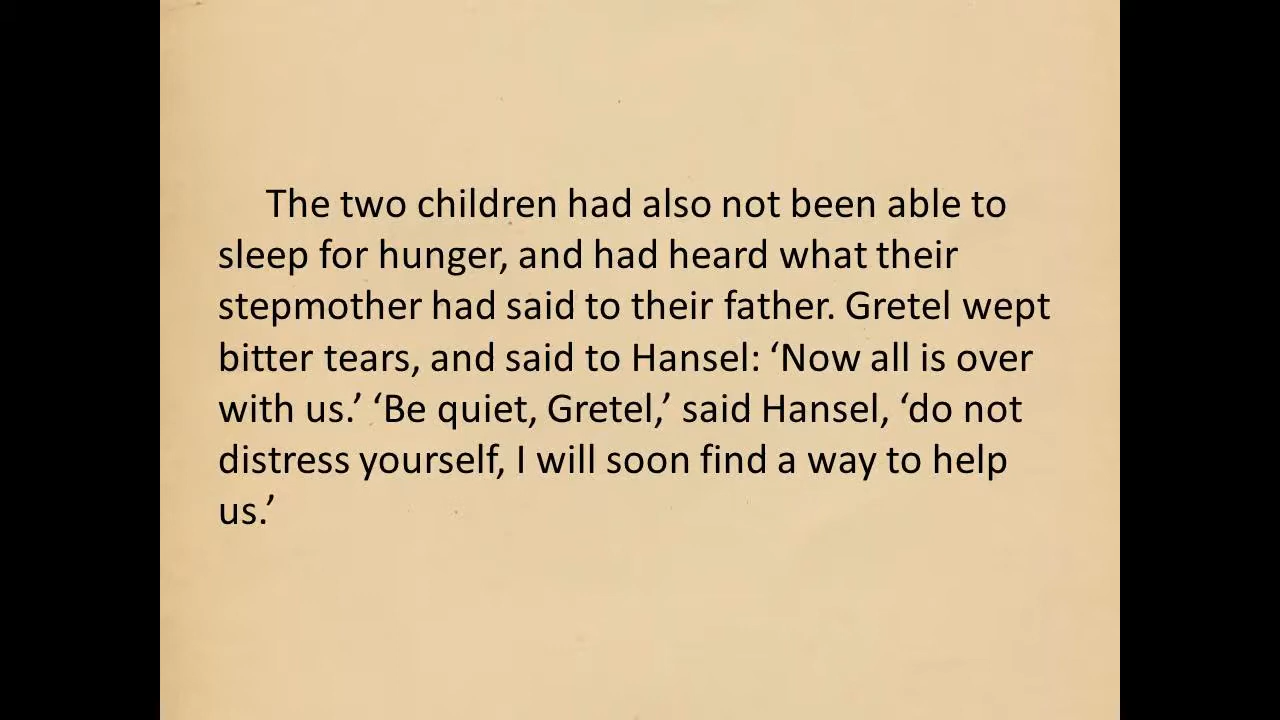 The two children had also not been able to
sleep for hunger, and had heard what their
stepmother had said to their father. Gretel wept
bitter tears, and said to Hansel: ‘Now all is over
with us.’ ‘Be quiet, Gretel,’ said Hansel, ‘do not
distress yourself, I will soon find a way to help
us.’